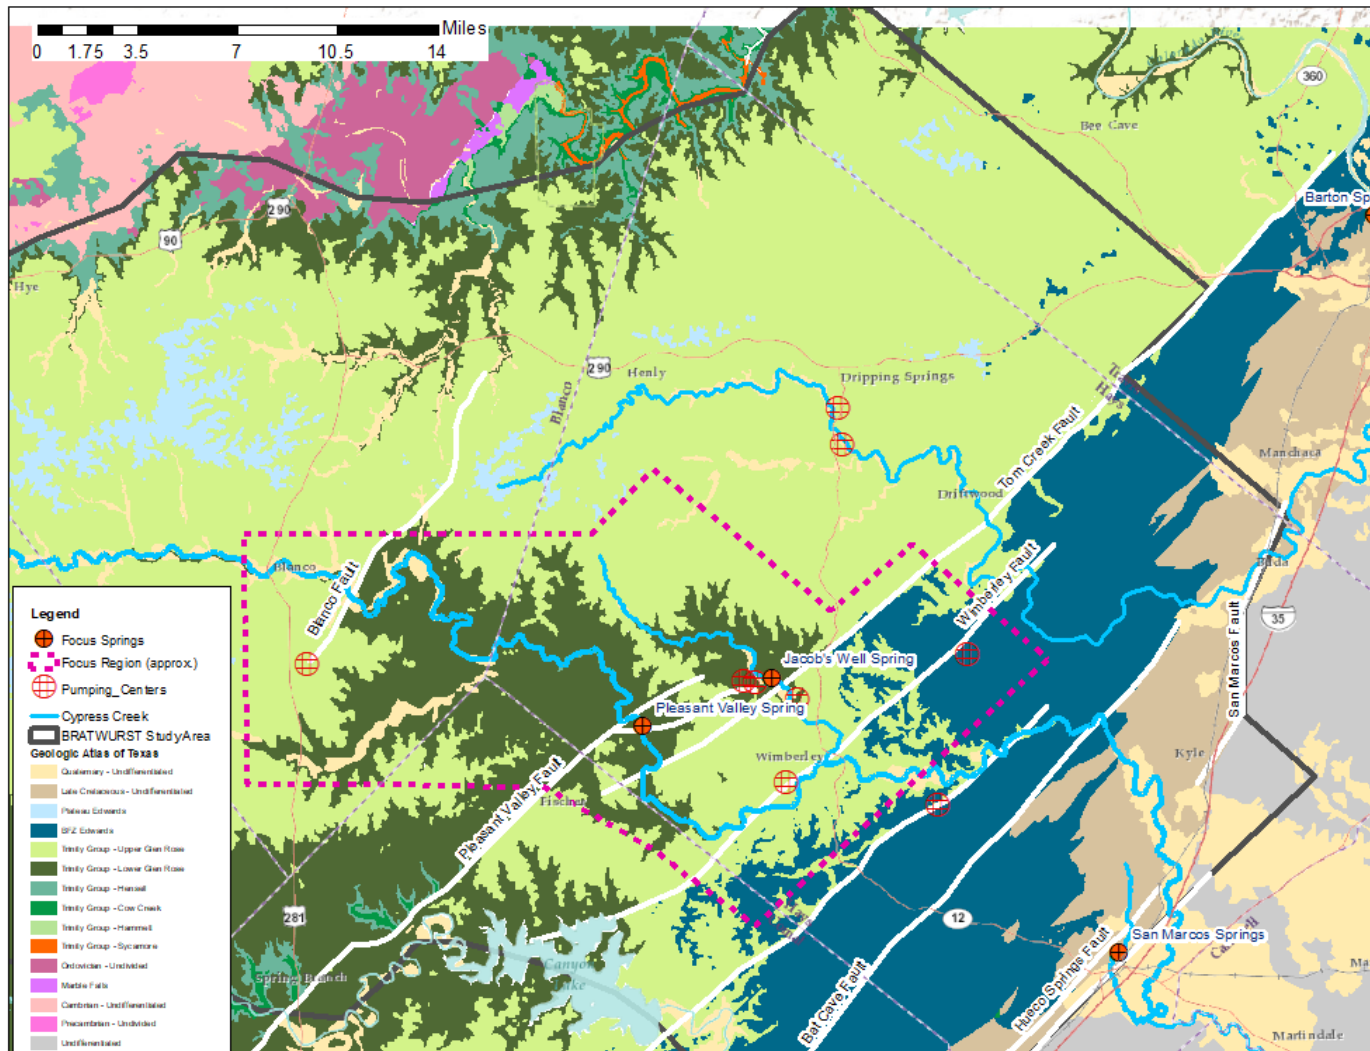 Miles
0 1.75 3.5 7 10.5 14
360
Bee Cave
Barton Sp
290
90
Hye
290
Henly
Dripping Springs
Blanco
Hays
Tom Creek Fault
Manchaca
Driftwood
Blanco
Blanco Fault
Wimberley Fault
Buda
35
San Marcos Fault
Jacob's Well Spring
Pleasant Valley Spring
Wimberley
Kyle
Fischer
Pleasant Valley Fault
281
12
Bat Cave Fault
Hueco Springs Fault
San Marcos Springs
Spring Branch
Canyon
Lake
Martindale
Legend
Focus Springs
Focus Region (approx.)
Pumping_Centers
Cypress Creek
BRATWURST StudyArea
Geologic Atlas of Texas
Quaternary - Undifferentiated
Late Cretaceous - Undifferentiated
Plateau Edwards
BFZ Edwards
Trinity Group - Upper Glen Rose
Trinity Group - Lower Glen Rose
Trinity Group - Hensell
Trinity Group - Cow Creek
Trinity Group - Hammett
Trinity Group - Sycamore
Ordovician - Undivided
Marble Falls
Cambrian - Undifferentiated
Precambrian - Undivided
Undifferentiated